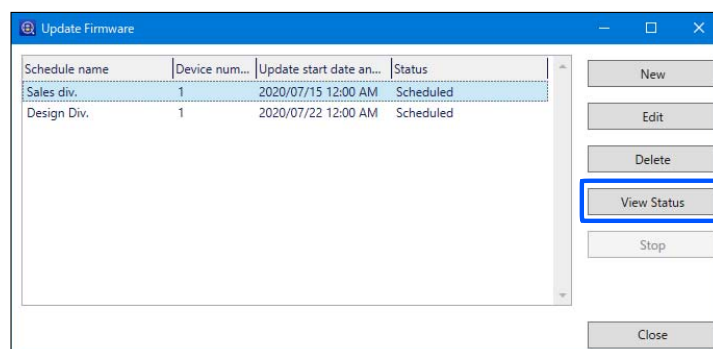 Update Firmware
Schedule name Device num... Update start date an... Status
Sales div. 1 2020/07/15 12:00 AM Scheduled
Design Div. 1 2020/07/22 12:00 AM Scheduled
New
Edit
Delete
View Status
Stop
Close